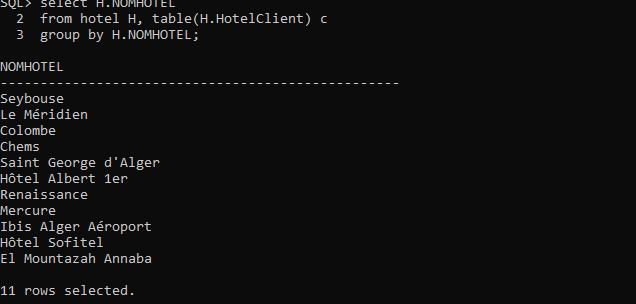 SQL> select H.NOMHOTEL
2 from hotel H, table(H.HotelClient) c
3 group by H.NOMHOTEL;
NOMHOTEL
--------------------------------------------------
Seybouse
Le Méridien
Colombe
Chems
Saint George d'Alger
Hôtel Albert 1er
Renaissance
Mercure
Ibis Alger Aéroport
Hôtel Sofitel
El Mountazah Annaba
11 rows selected.